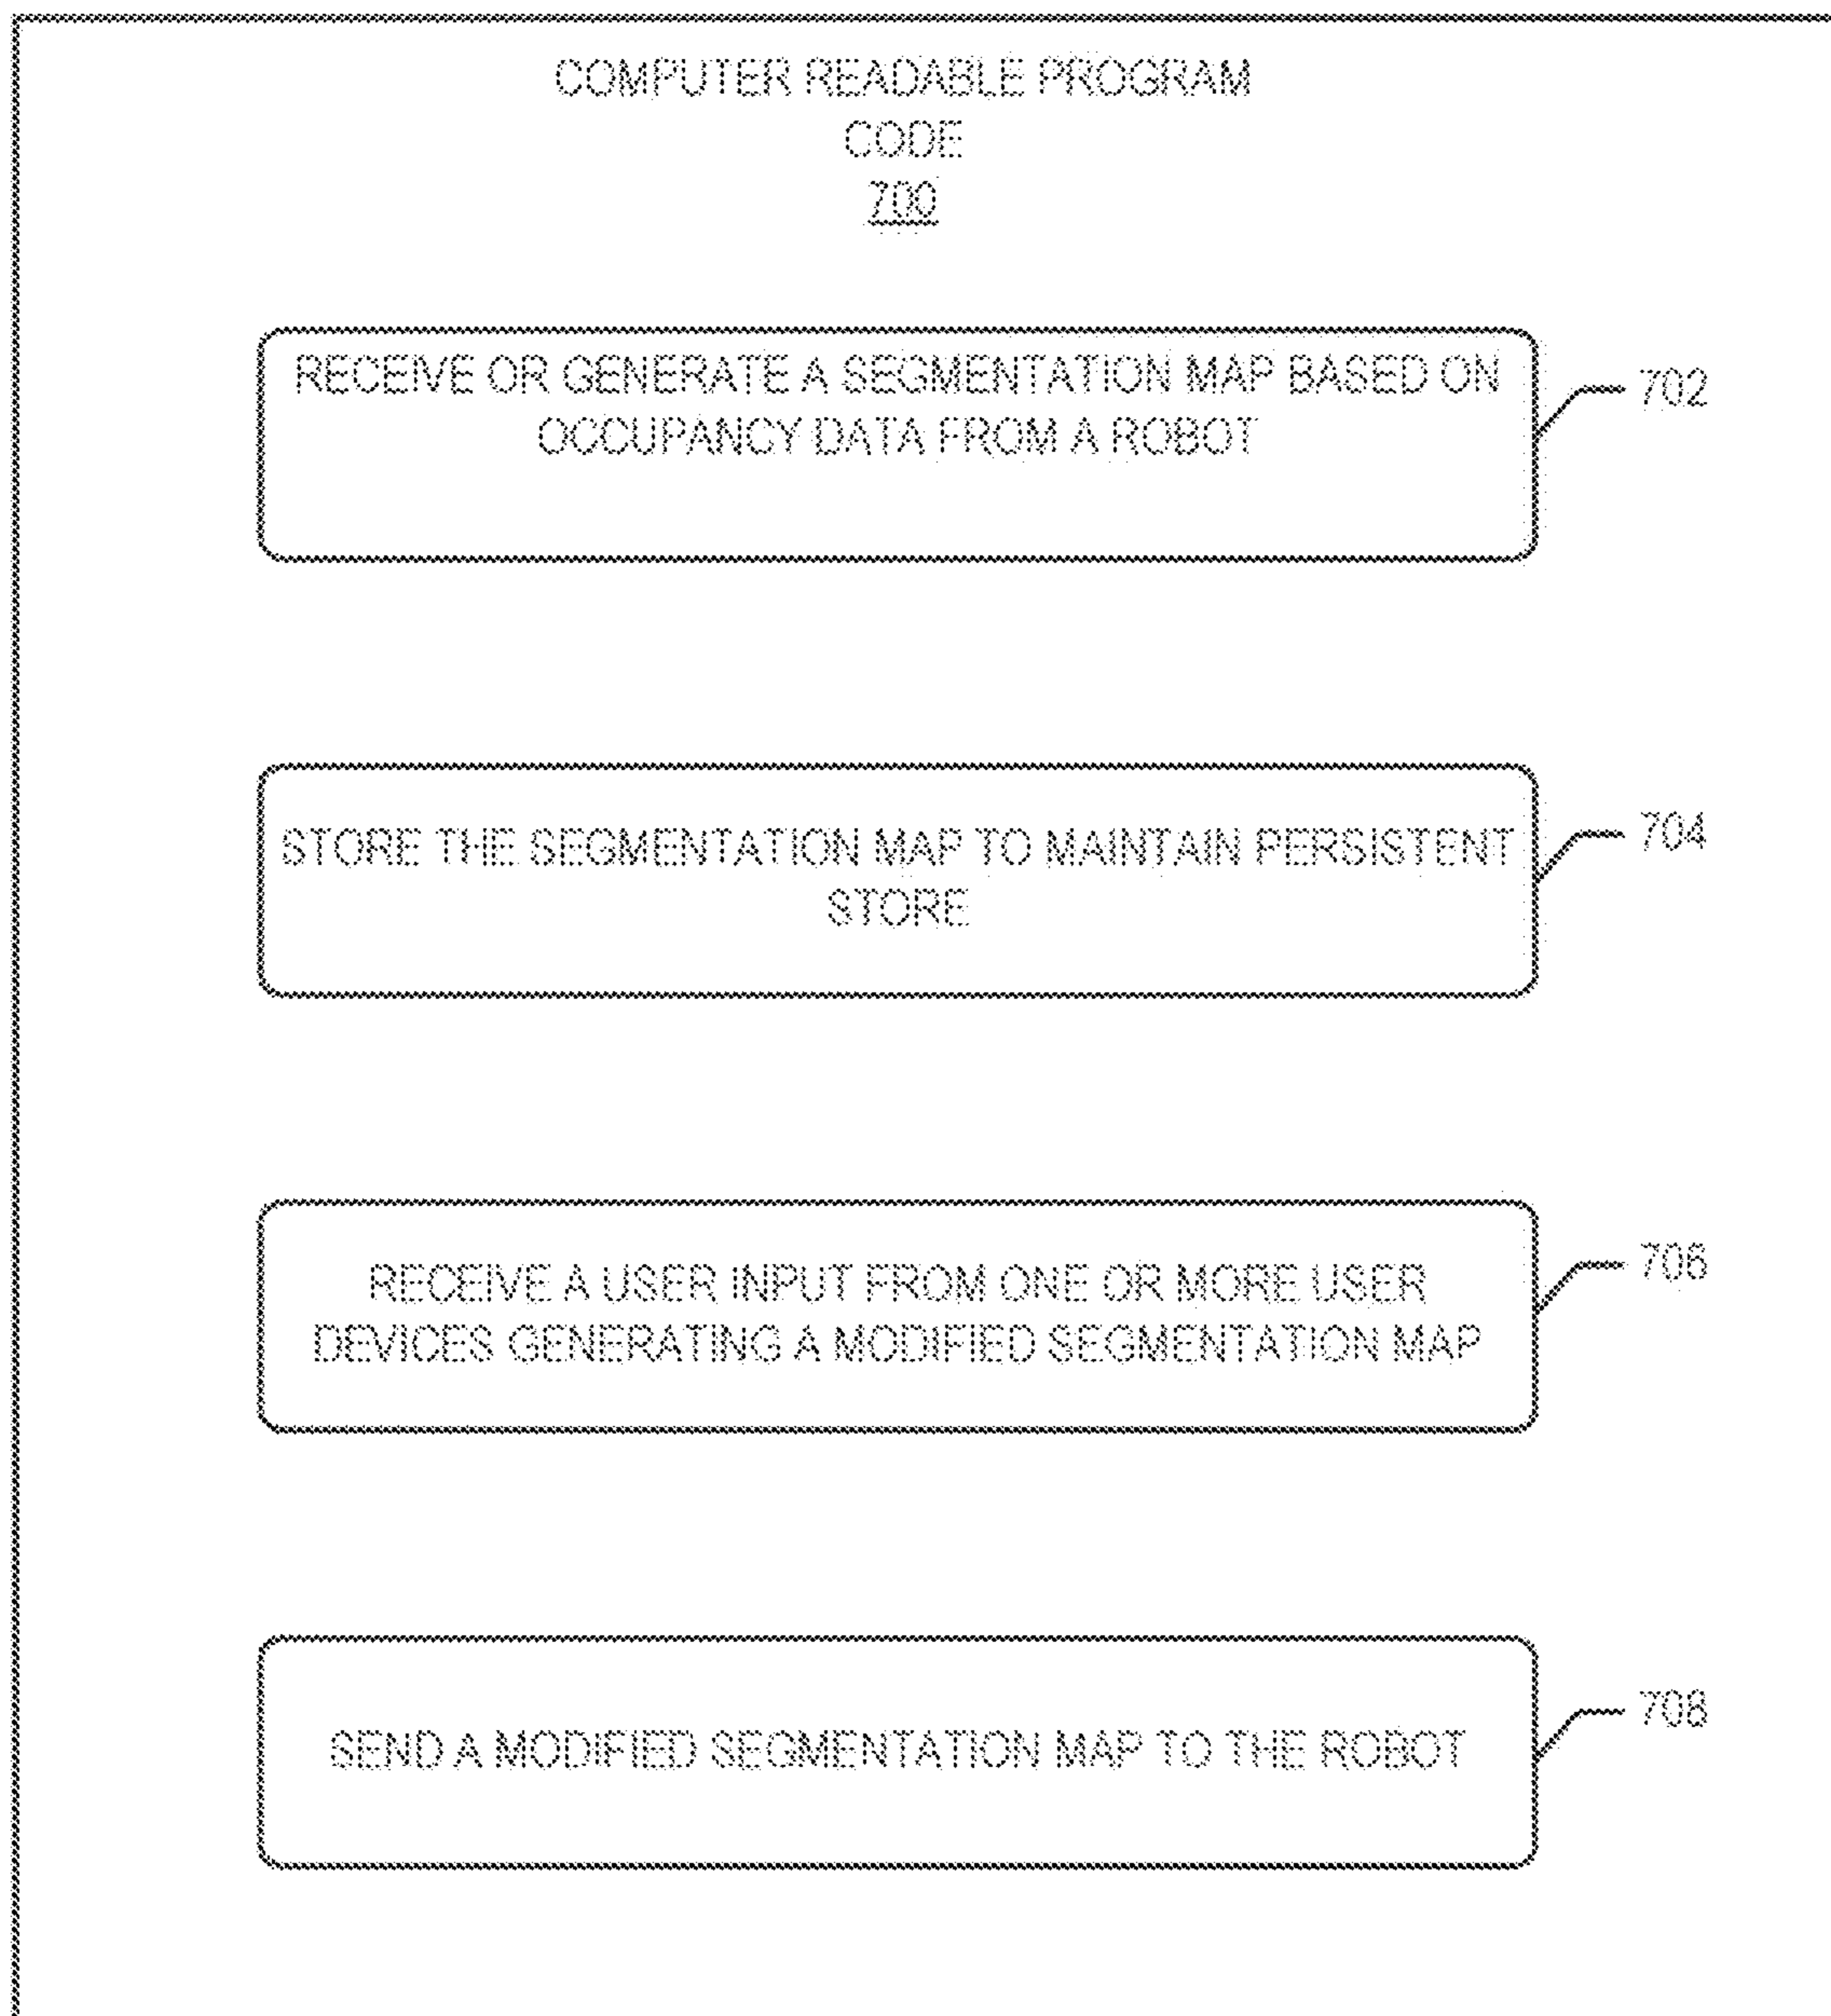 COMPUTER READABLE PROGRAM
CODE
700
RECEIVE OR GENERATE A SEGMENTATION MAP BASED ON
OCCUPANCY DATA FROM A ROBOT
702
STORE THE SEGMENTATION MAP TO MAINTAIN PERSISTENT
STORE
704
RECEIVE A USER INPUT FROM ONE OR MORE USER
DEVICES GENERATING A MODIFIED SEGMENTATION MAP
706
SEND A MODIFIED SEGMENTATION MAP TO THE ROBOT
708